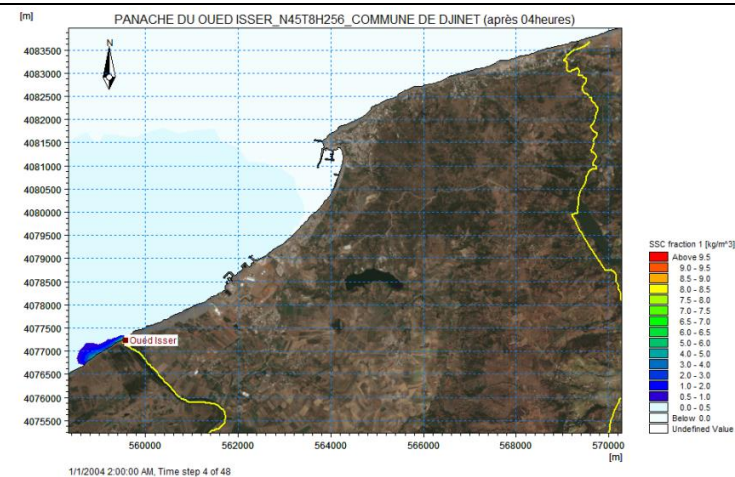 PANACHE DU OUED ISSER_N45T8H256_COMMUNE DE DJINET (après 04heures)
[m]
4083500
4083000
4082500
4082000
4081500
4081000
4080500
4080000
4079500
4079000
4078500
4078000
4077500
4077000
4076500
4076000
4075500
N
Ouéd Isser
560000 562000 564000 566000 568000 570000
[m]
SSC fraction 1 [kg/m^3]
Above 9.5
9.0 - 9.5
8.5 - 9.0
8.0 - 8.5
7.5 - 8.0
7.0 - 7.5
6.5 - 7.0
6.0 - 6.5
5.0 - 6.0
4.0 - 5.0
3.0 - 4.0
2.0 - 3.0
1.0 - 2.0
0.5 - 1.0
0.0 - 0.5
Below 0.0
Undefined Value
1/1/2004 2:00:00 AM, Time step 4 of 48